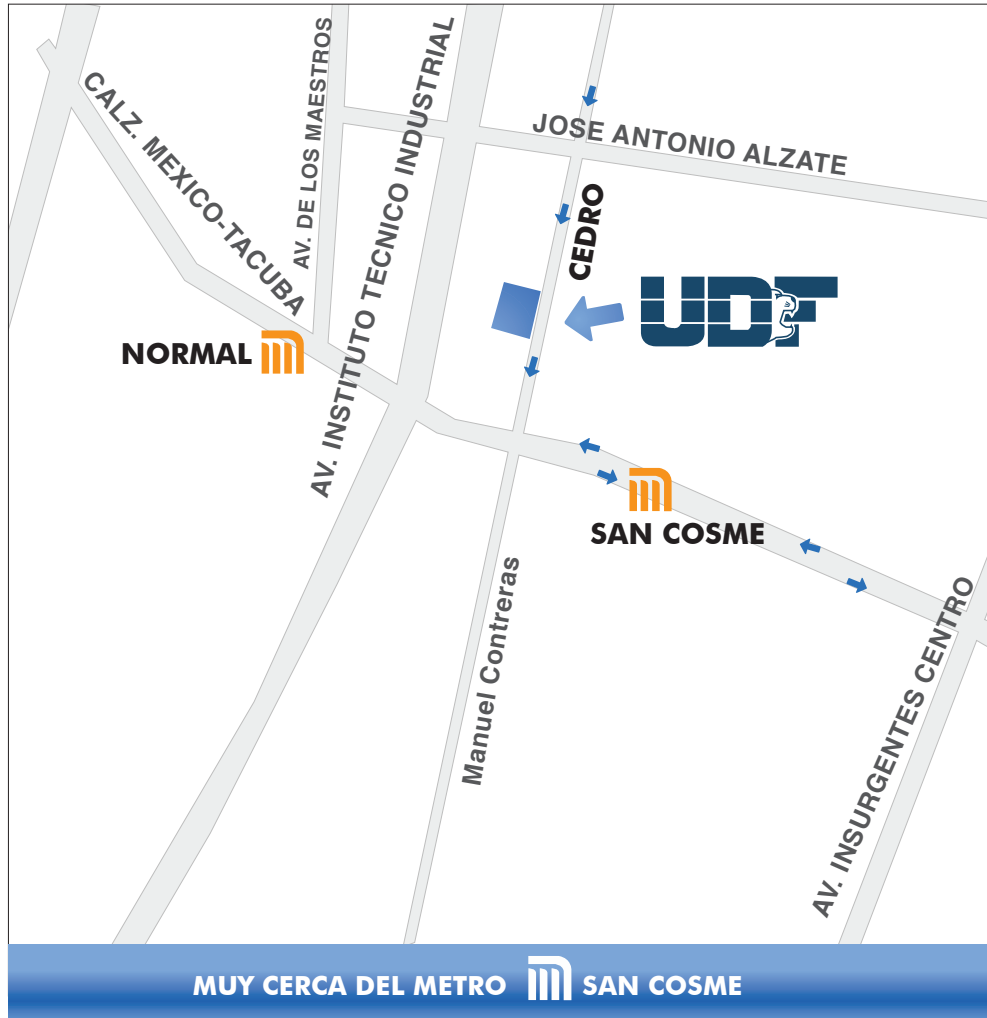 CALZ. MEXICO-TACUBA
AV. DE LOS MAESTROS
AV. INSTITUTO TECNICO INDUSTRIAL
JOSE ANTONIO ALZATE
CEDRO
UDF
NORMAL
SAN COSME
Manuel Contreras
AV. INSURGENTES CENTRO
MUY CERCA DEL METRO SAN COSME